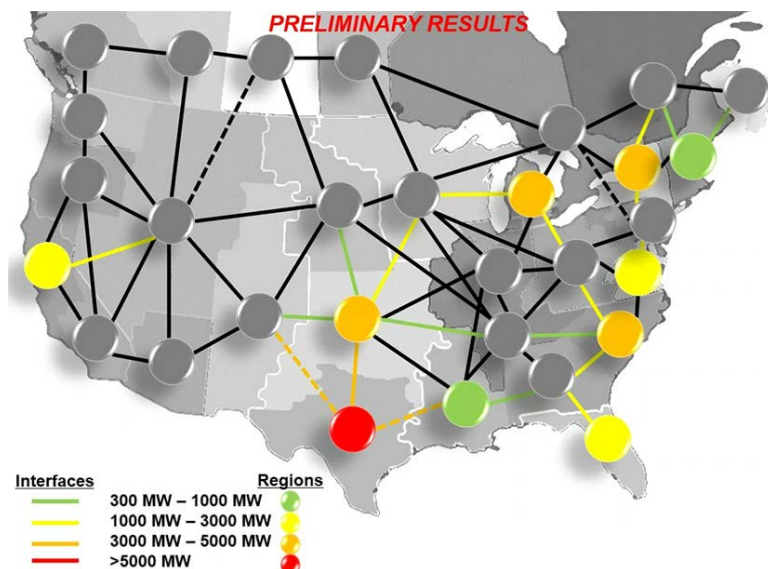 PRELIMINARY RESULTS
Interfaces Regions
300 MW – 1000 MW
1000 MW – 3000 MW
3000 MW – 5000 MW
>5000 MW